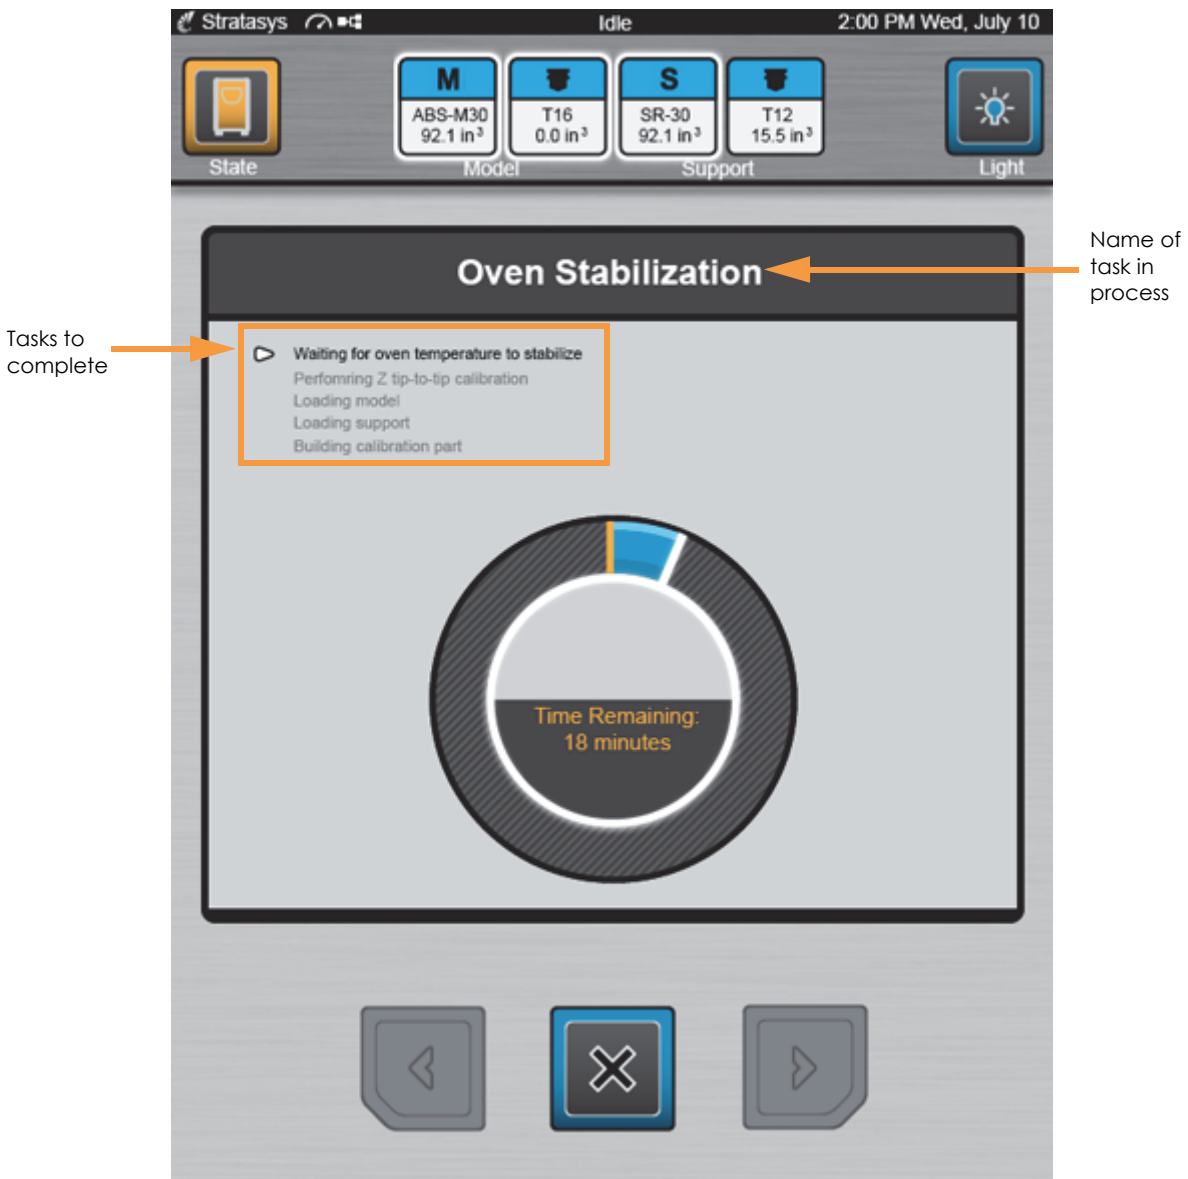 Stratasys
Idle
2:00 PM Wed, July 10
M
S
ABS-M30
92.1 in³
T16
0.0 in³
SR-30
92.1 in³
T12
15.5 in³
State
Model
Support
Light
Oven Stabilization
Name of
task in
process
Tasks to
complete
Waiting for oven temperature to stabilize
Perfomring Z tip-to-tip calibration
Loading model
Loading support
Building calibration part
Time Remaining:
18 minutes